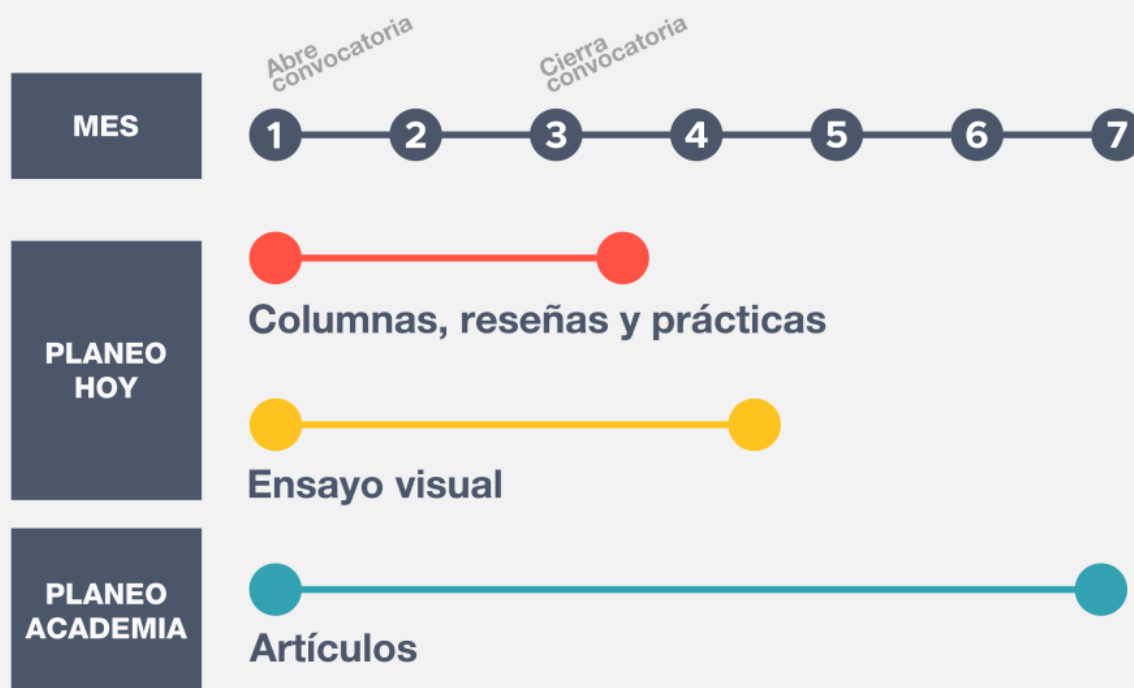 Abre
convocatoria
Cierra
convocatoria
MES
1 2 3 4 5 6 7
PLANEO
HOY
Columnas, reseñas y prácticas
Ensayo visual
PLANEO
ACADEMIA
Artículos